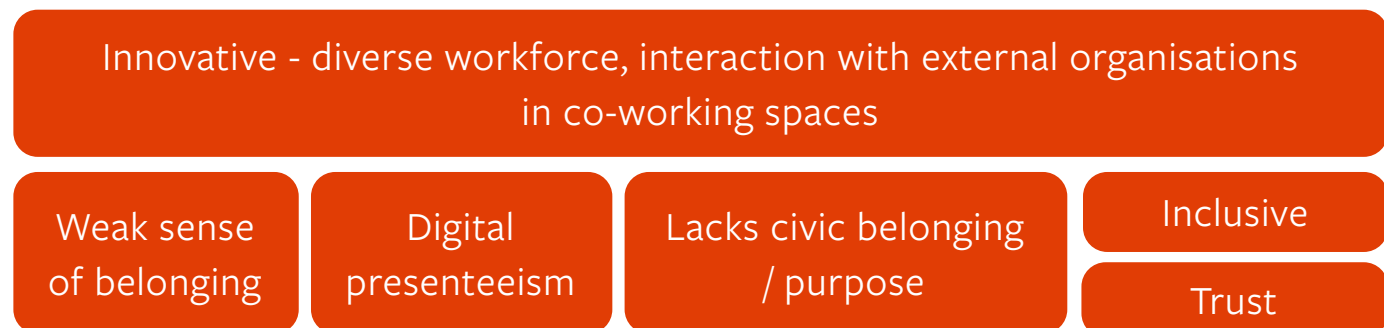 Innovative - diverse workforce, interaction with external organisations
in co-working spaces
Weak sense
of belonging
Digital
presenteeism
Lacks civic belonging
/ purpose
Inclusive
Trust